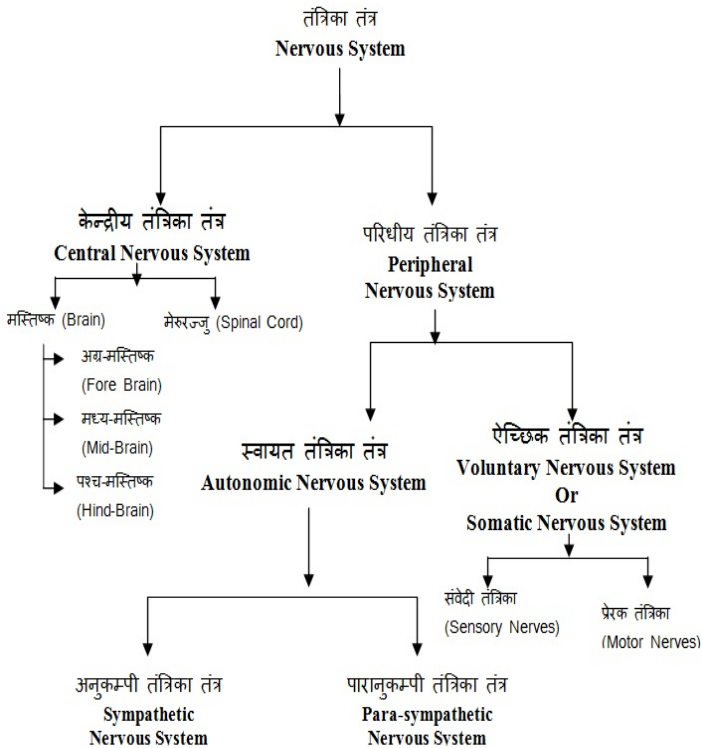 तंत्रिका तंत्र
Nervous System
केन्द्रीय तंत्रिका तंत्र
Central Nervous System
परिधीय तंत्रिका तंत्र
Peripheral
Nervous System
मस्तिष्क (Brain)
मेरुरज्जु (Spinal Cord)
अग्र-मस्तिष्क
(Fore Brain)
मध्य-मस्तिष्क
(Mid-Brain)
पश्च-मस्तिष्क
(Hind-Brain)
स्वायत तंत्रिका तंत्र
Autonomic Nervous System
ऐच्छिक तंत्रिका तंत्र
Voluntary Nervous System
Or
Somatic Nervous System
संवेदी तंत्रिका
(Sensory Nerves)
प्रेरक तंत्रिका
(Motor Nerves)
अनुकम्पी तंत्रिका तंत्र
Sympathetic
Nervous System
पारानुकम्पी तंत्रिका तंत्र
Para-sympathetic
Nervous System